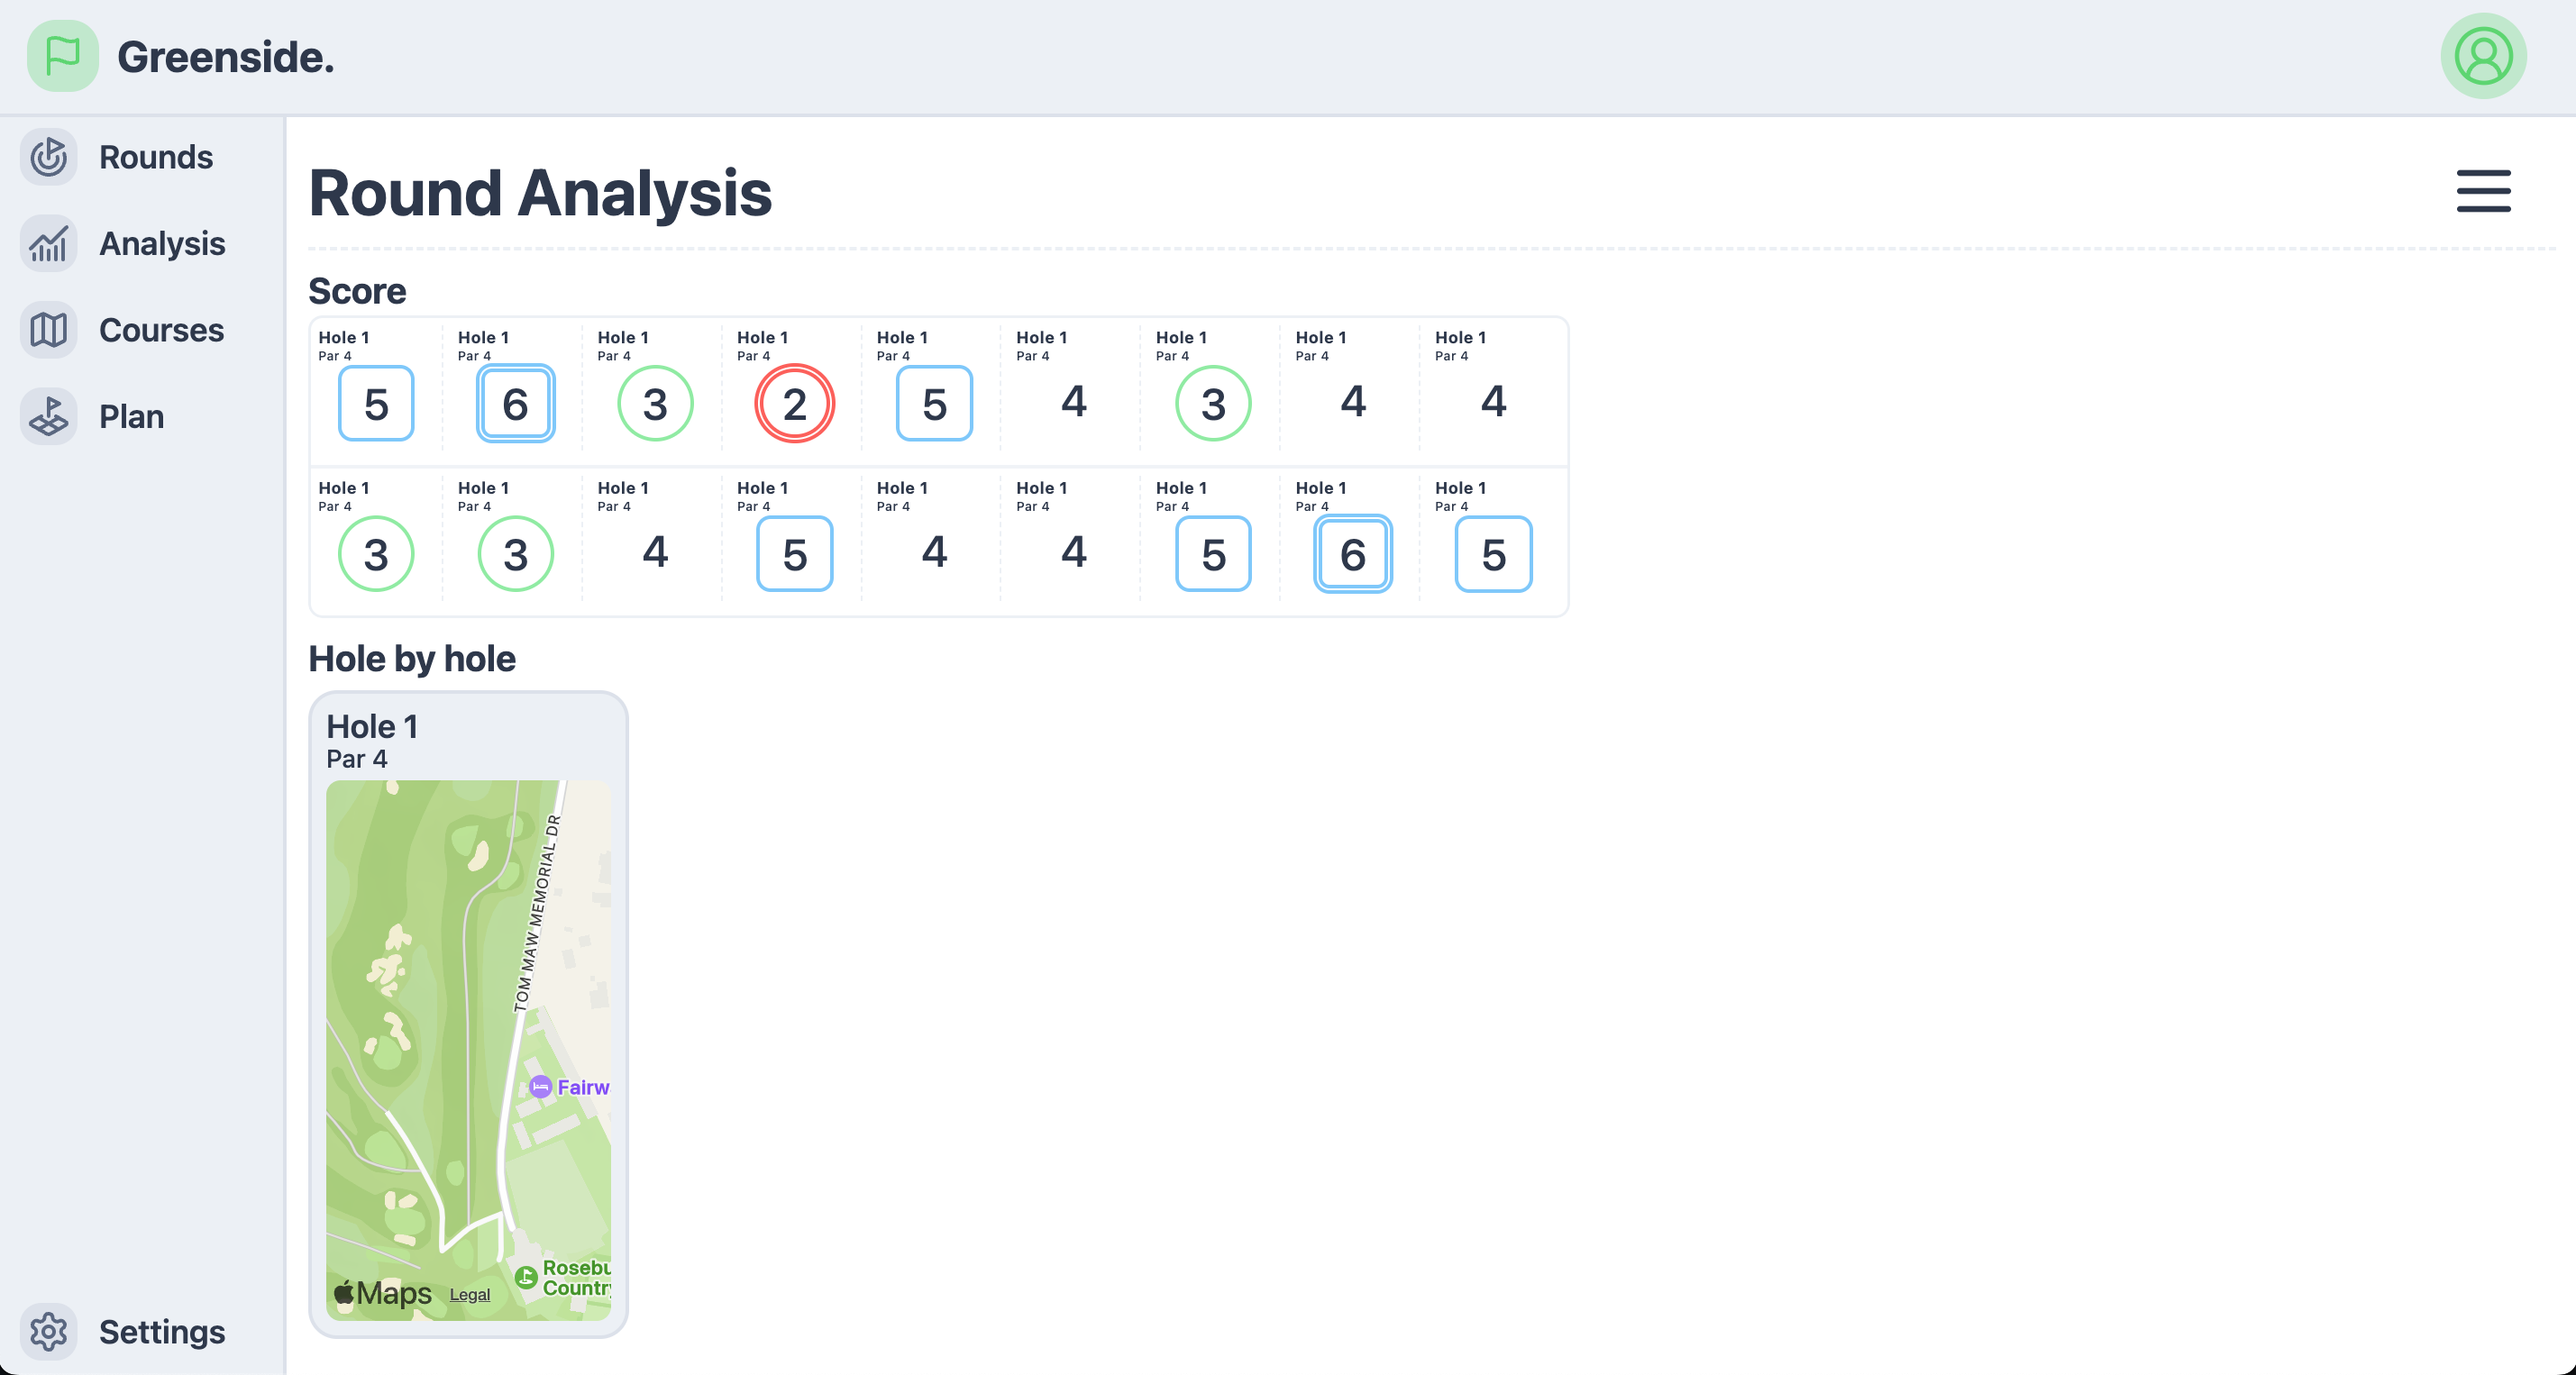 Greenside.
Rounds
Analysis
Courses
Plan
Settings
Round Analysis
Score
Hole 1 Hole 1 Hole 1 Hole 1 Hole 1 Hole 1 Hole 1 Hole 1 Hole 1
Par 4 Par 4 Par 4 Par 4 Par 4 Par 4 Par 4 Par 4 Par 4
5 6 3 2 5 4 3 4 4
Hole 1 Hole 1 Hole 1 Hole 1 Hole 1 Hole 1 Hole 1 Hole 1 Hole 1
Par 4 Par 4 Par 4 Par 4 Par 4 Par 4 Par 4 Par 4 Par 4
3 3 4 5 4 4 5 6 5
Hole by hole
Hole 1
Par 4
TOM MAW MEMORIAL DR
Fairw
Rosebu
Country
Maps Legal